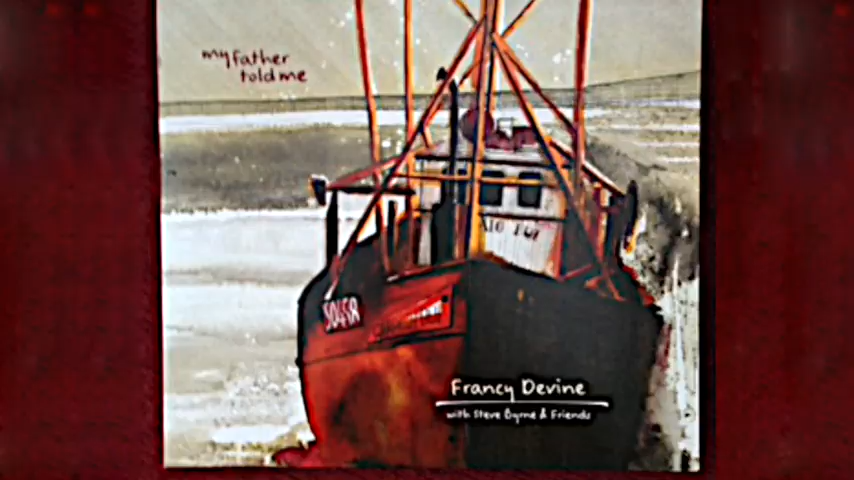 my father
told me
Francy Devine
with Steve Byrne & Friends